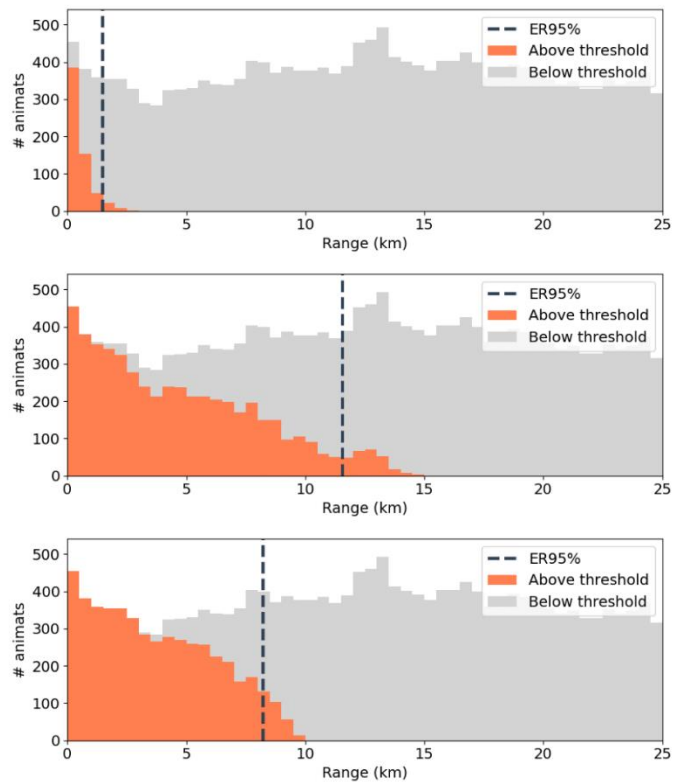 500
400
300
200
100
0
# animats
ER95%
Above threshold
Below threshold
0 5 10 15 20 25
Range (km)
500
400
300
200
100
0
# animats
ER95%
Above threshold
Below threshold
0 5 10 15 20 25
Range (km)
500
400
300
200
100
0
# animats
ER95%
Above threshold
Below threshold
0 5 10 15 20 25
Range (km)